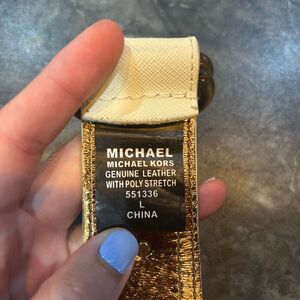 MICHAEL
MICHAEL KORS
GENUINE LEATHER
WITH POLY STRETCH
551336
L
CHINA